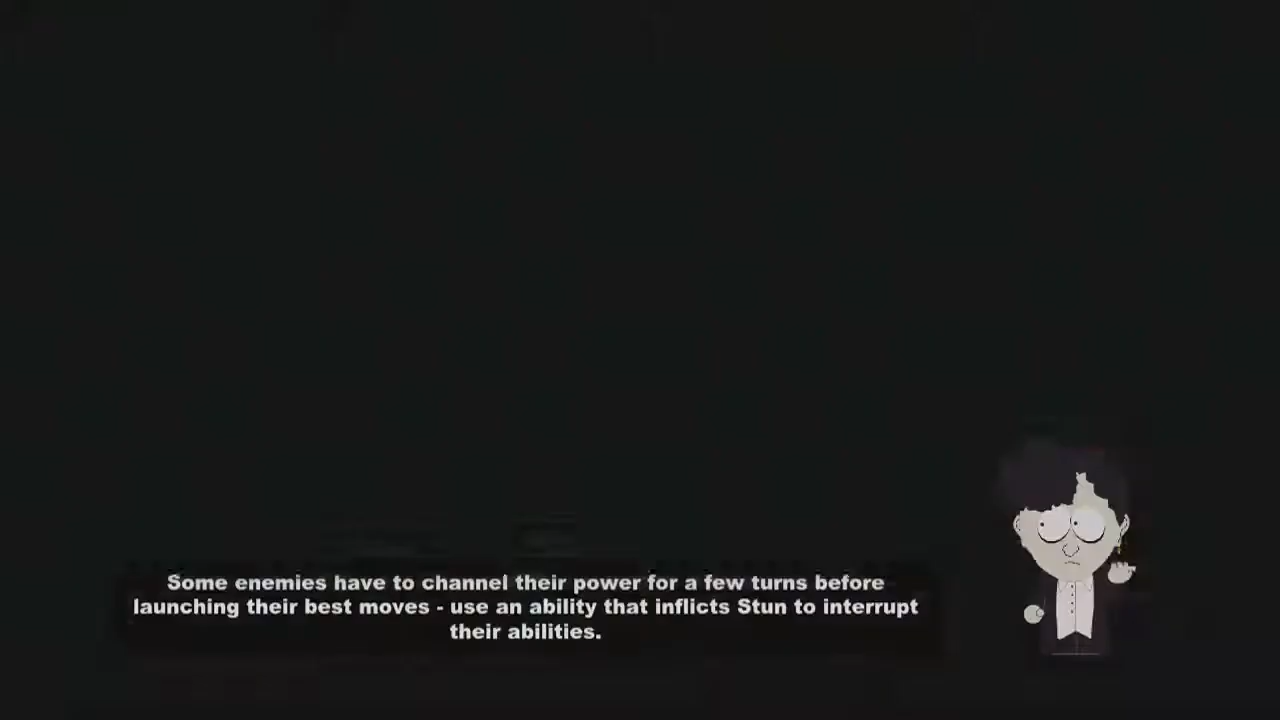 Some enemies have to channel their power for a few turns before
launching their best moves - use an ability that inflicts Stun to interrupt
their abilities.